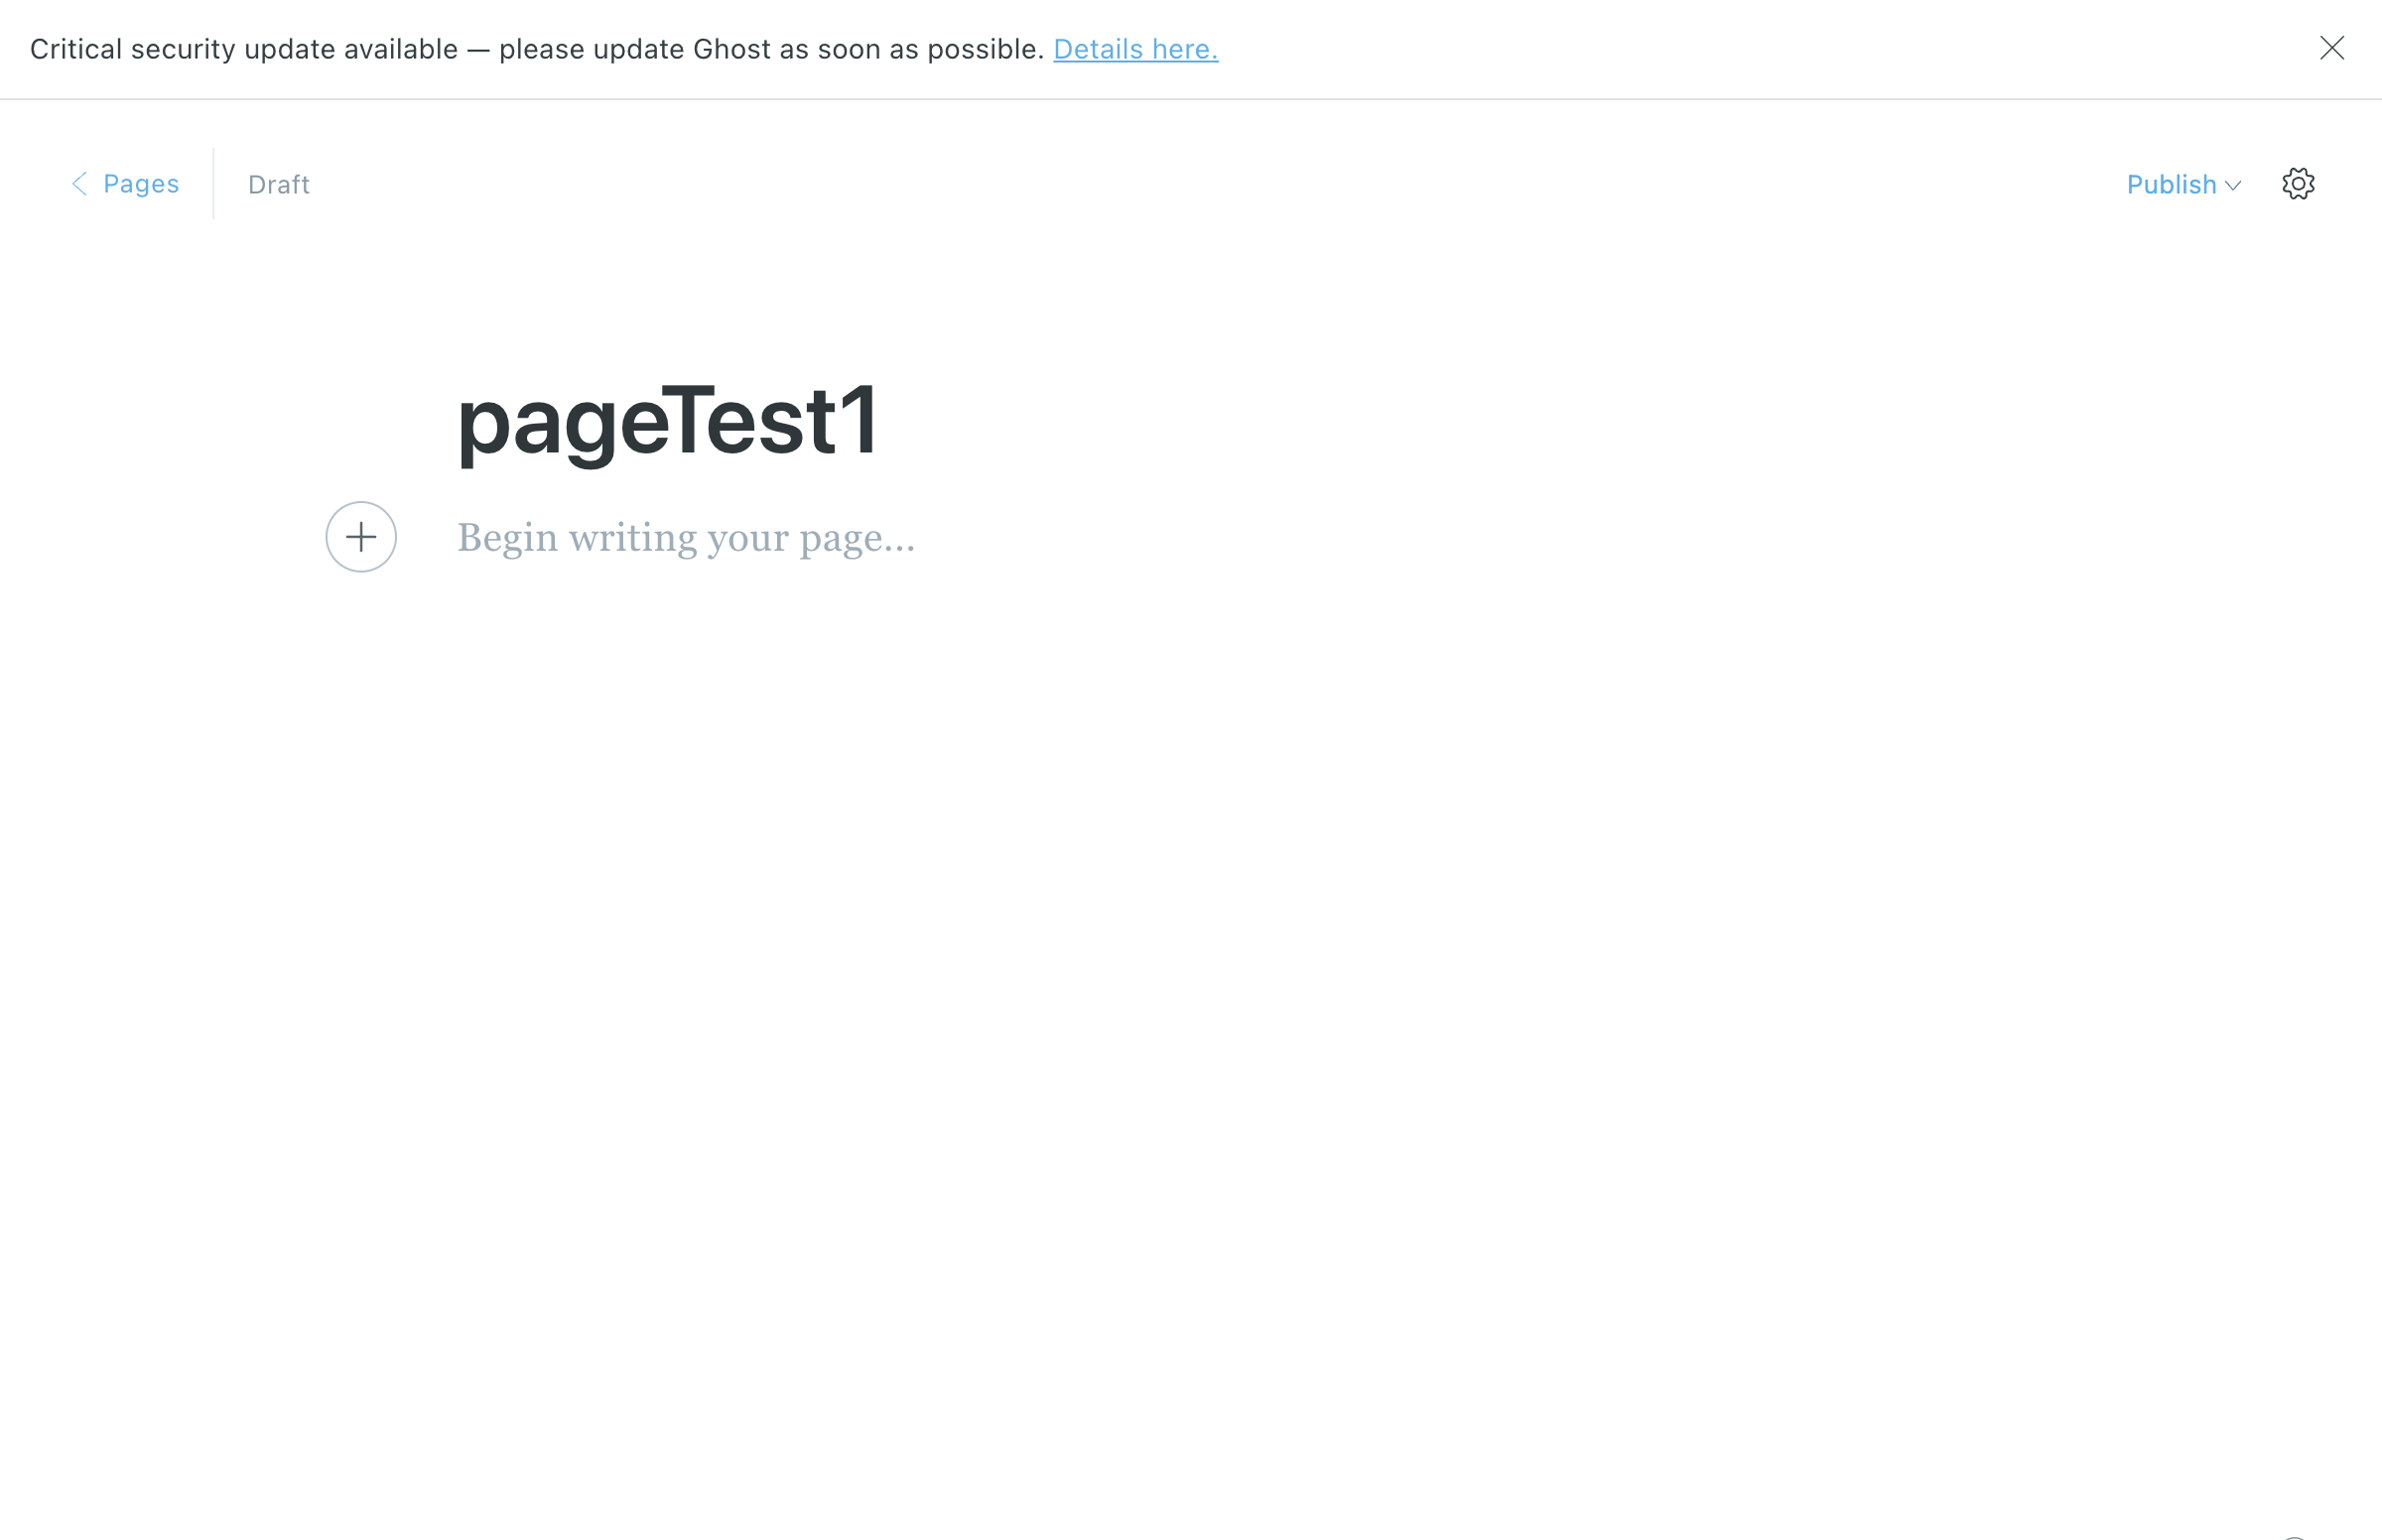 Critical security update available — please update Ghost as soon as possible. Details here.
Pages
Draft
Publish
pageTest1
Begin writing your page...